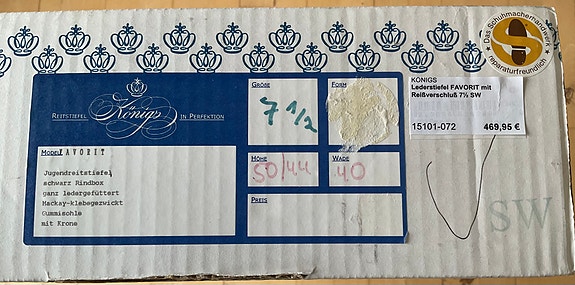 Das Schuhmacherhandwerk
reparaturfreundlich
KÖNIGS
Lederstiefel FAVORIT mit
Reißverschluß 7½ SW
15101-072 469,95 €
REITSTIEFEL Königs IN PERFEKTION
GRÖSSE
7 1/2
FORM
MODELL FAVORIT
Jugendreitstiefel
schwarz Rindbox
ganz ledergefüttert
Mackay-klebegezwickt
Gummisohle
mit Krone
HÖHE
50/44
WADE
40
PREIS
SW